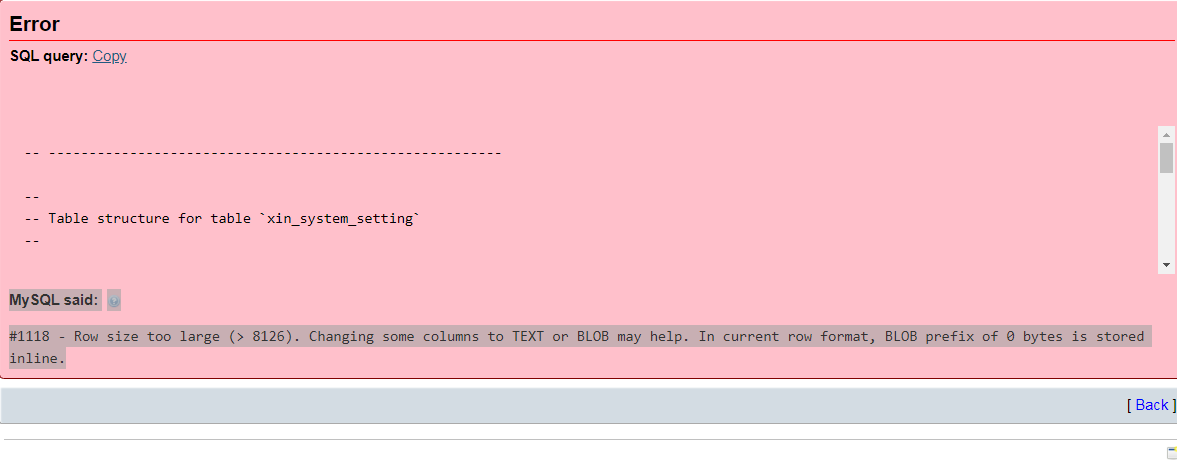 Error
SQL query: Copy
-- --------------------------------------------------------
--
-- Table structure for table `xin_system_setting`
--
MySQL said:
#1118 - Row size too large (> 8126). Changing some columns to TEXT or BLOB may help. In current row format, BLOB prefix of 0 bytes is stored
inline.
[ Back ]